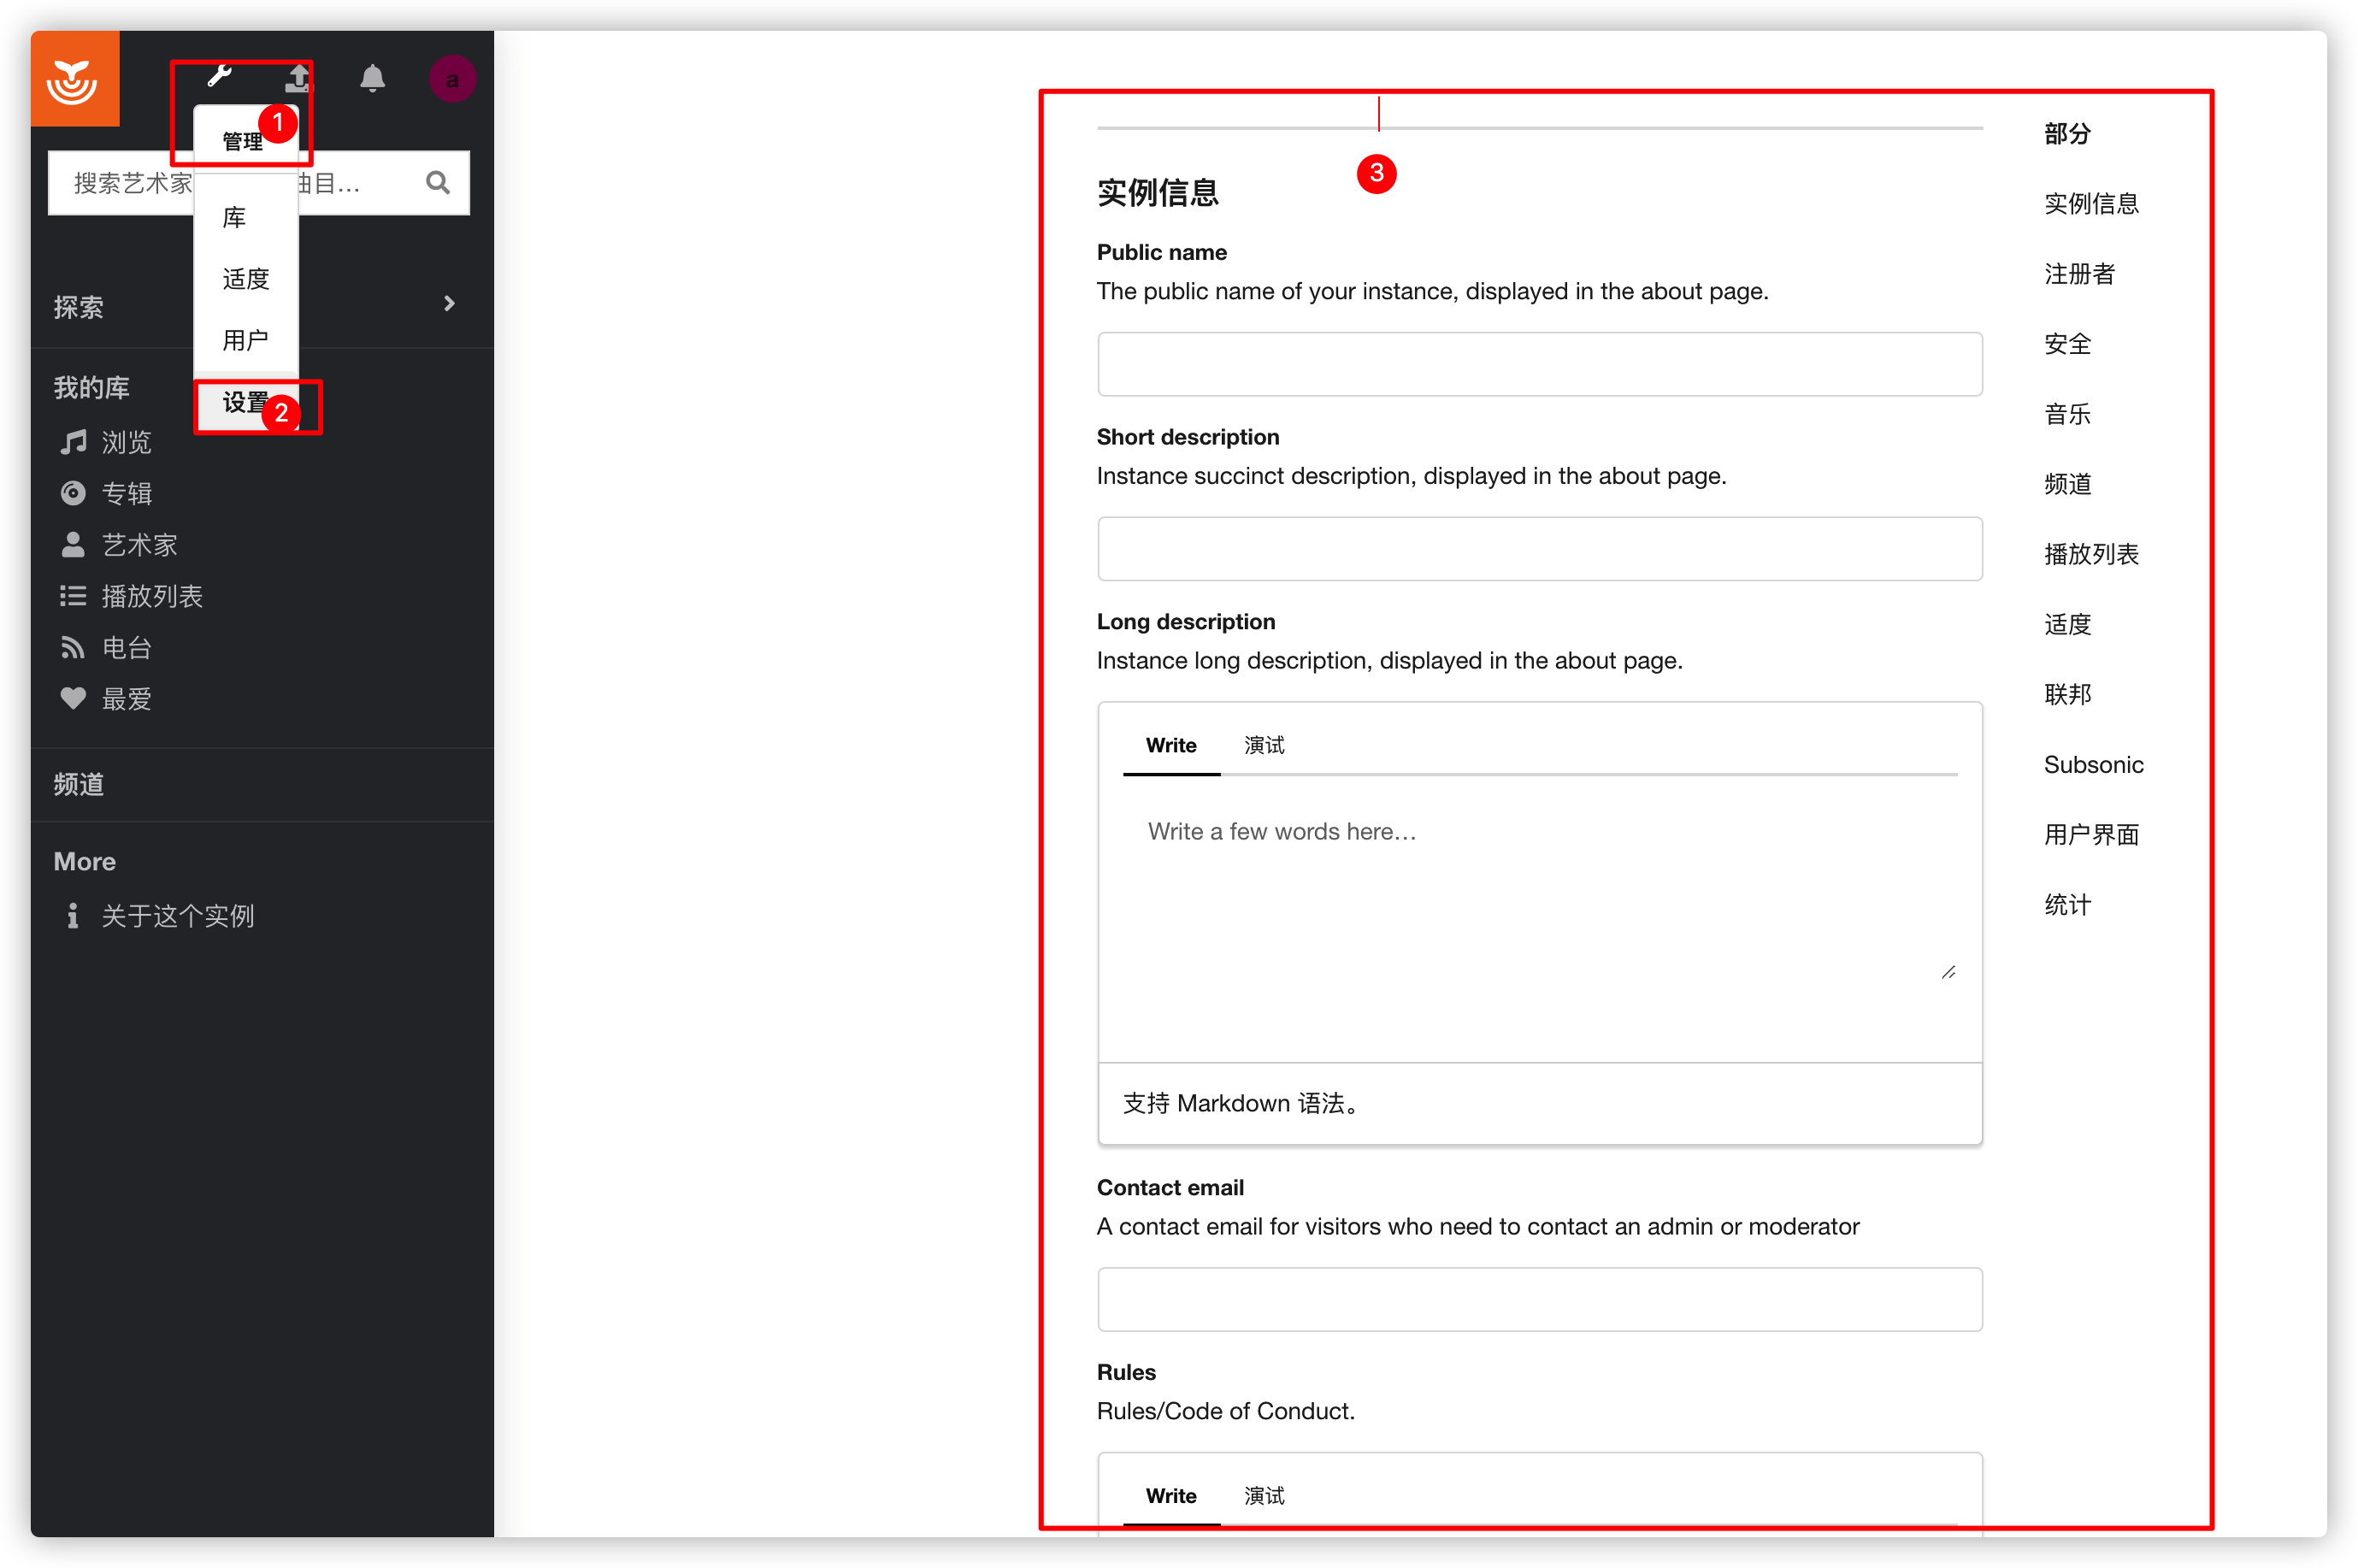 a
管理
1
搜索艺术家
曲目…
库
适度
用户
设置
2
探索
我的库
浏览
专辑
艺术家
播放列表
电台
最爱
频道
More
关于这个实例
3
实例信息
Public name
The public name of your instance, displayed in the about page.
Short description
Instance succinct description, displayed in the about page.
Long description
Instance long description, displayed in the about page.
Write 演试
Write a few words here…
支持 Markdown 语法。
Contact email
A contact email for visitors who need to contact an admin or moderator
Rules
Rules/Code of Conduct.
Write 演试
部分
实例信息
注册者
安全
音乐
频道
播放列表
适度
联邦
Subsonic
用户界面
统计